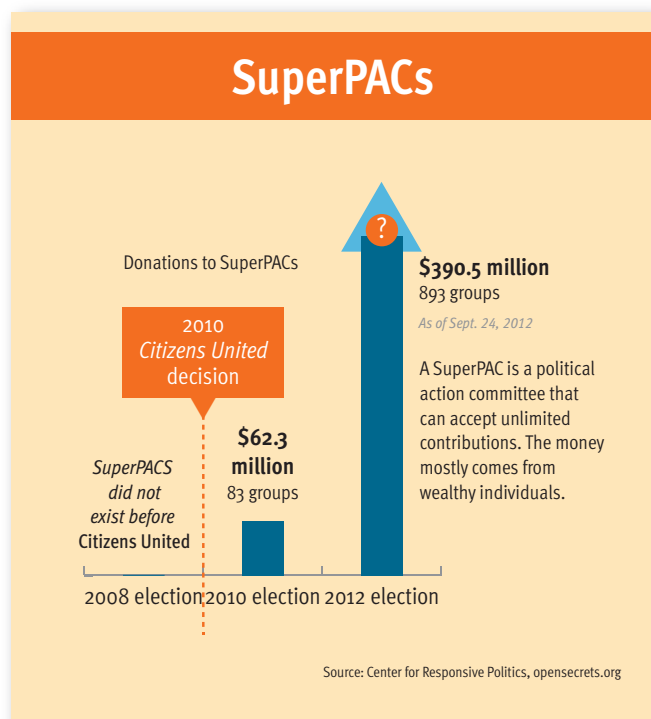 SuperPACs
Donations to SuperPACs
2010
Citizens United
decision
SuperPACS
did not
exist before
Citizens United
$62.3
million
83 groups
?
$390.5 million
893 groups
As of Sept. 24, 2012
A SuperPAC is a political
action committee that
can accept unlimited
contributions. The money
mostly comes from
wealthy individuals.
2008 election
2010 election
2012 election
Source: Center for Responsive Politics, opensecrets.org